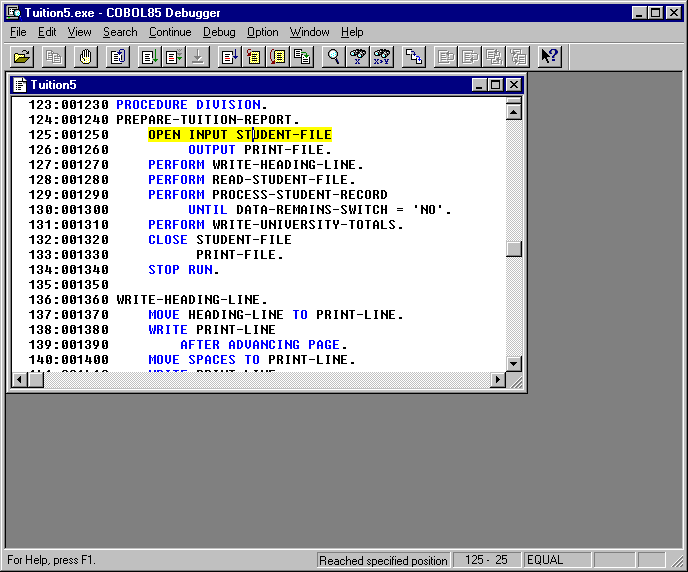 Tuition5.exe - COBOL85 Debugger
File Edit View Search Continue Debug Option Window Help
Tuition5
123:001230 PROCEDURE DIVISION.
124:001240 PREPARE-TUITION-REPORT.
125:001250 OPEN INPUT STUDENT-FILE
126:001260 OUTPUT PRINT-FILE.
127:001270 PERFORM WRITE-HEADING-LINE.
128:001280 PERFORM READ-STUDENT-FILE.
129:001290 PERFORM PROCESS-STUDENT-RECORD
130:001300 UNTIL DATA-REMAINS-SWITCH = 'NO'.
131:001310 PERFORM WRITE-UNIVERSITY-TOTALS.
132:001320 CLOSE STUDENT-FILE
133:001330 PRINT-FILE.
134:001340 STOP RUN.
135:001350
136:001360 WRITE-HEADING-LINE.
137:001370 MOVE HEADING-LINE TO PRINT-LINE.
138:001380 WRITE PRINT-LINE
139:001390 AFTER ADVANCING PAGE.
140:001400 MOVE SPACES TO PRINT-LINE.
For Help, press F1. Reached specified position 125 - 25 EQUAL